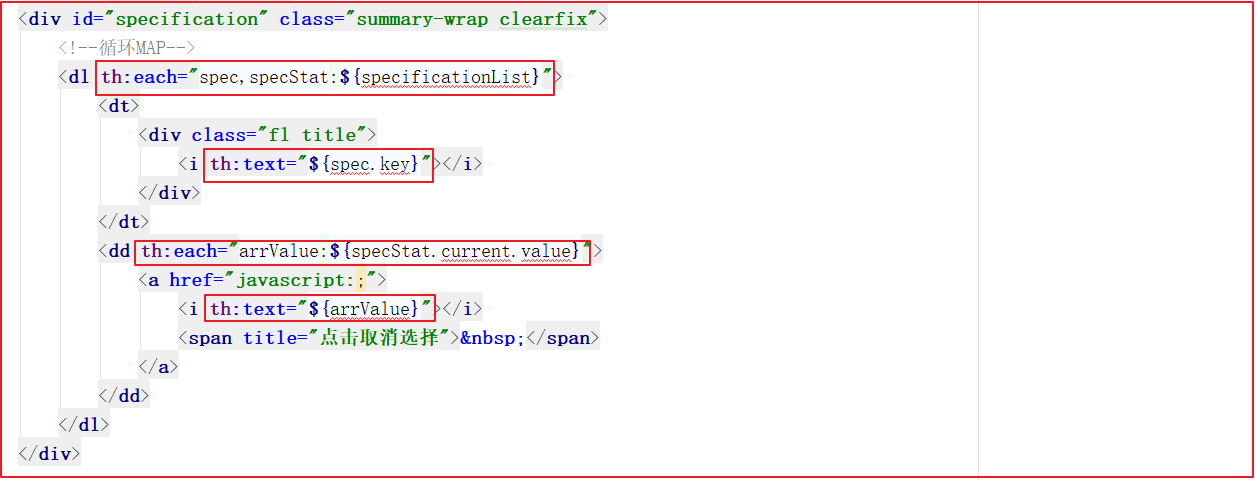 <div id="specification" class="summary-wrap clearfix">
<!--循环MAP-->
<dl th:each="spec,specStat:${specificationList}">
<dt>
<div class="fl title">
<i th:text="${spec.key}"></i>
</div>
</dt>
<dd th:each="arrValue:${specStat.current.value}">
<a href="javascript:;">
<i th:text="${arrValue}"></i>
<span title="点击取消选择">&nbsp;</span>
</a>
</dd>
</dl>
</div>